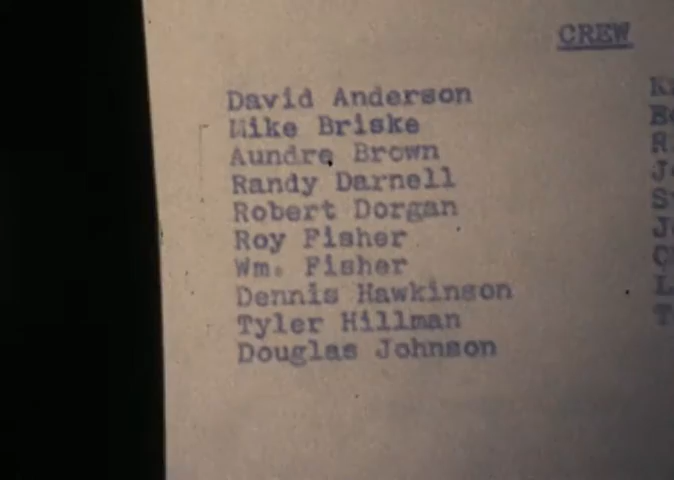 CREW
David Anderson
Mike Briske
Aundre Brown
Randy Darnell
Robert Dorgan
Roy Fisher
Wm. Fisher
Dennis Hawkinson
Tyler Hillman
Douglas Johnson